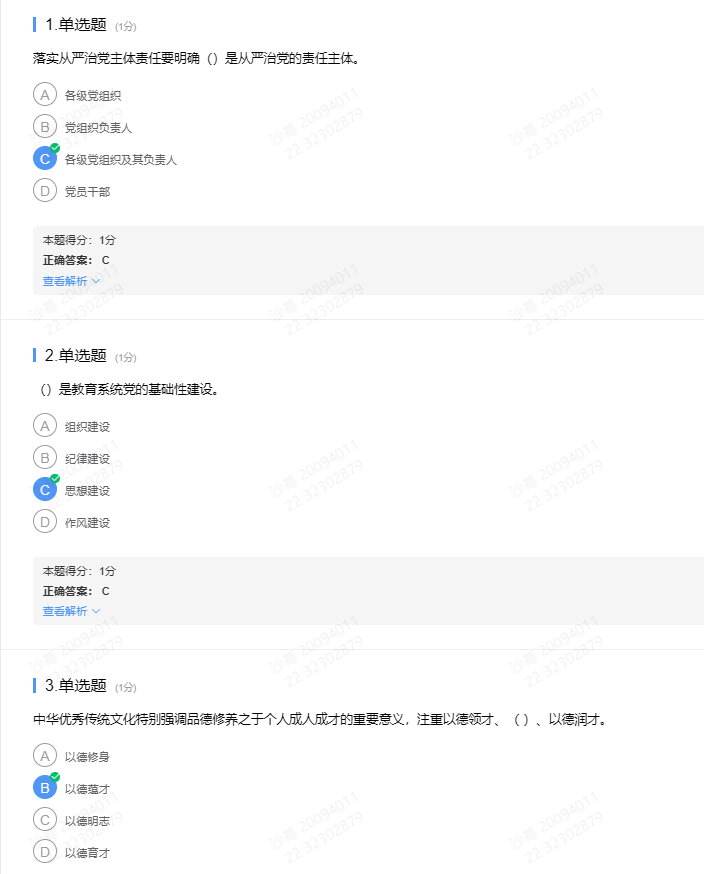 1.单选题 (1分)
落实从严治党主体责任要明确（）是从严治党的责任主体。
A 各级党组织
B 党组织负责人
C 各级党组织及其负责人
D 党员干部
本题得分：1分
正确答案： C
查看解析
2.单选题 (1分)
（）是教育系统党的基础性建设。
A 组织建设
B 纪律建设
C 思想建设
D 作风建设
本题得分：1分
正确答案： C
查看解析
3.单选题 (1分)
中华优秀传统文化特别强调品德修养之于个人成人成才的重要意义，注重以德领才、（ ）、以德润才。
A 以德修身
B 以德蕴才
C 以德明志
D 以德育才
20094011
22 32302879